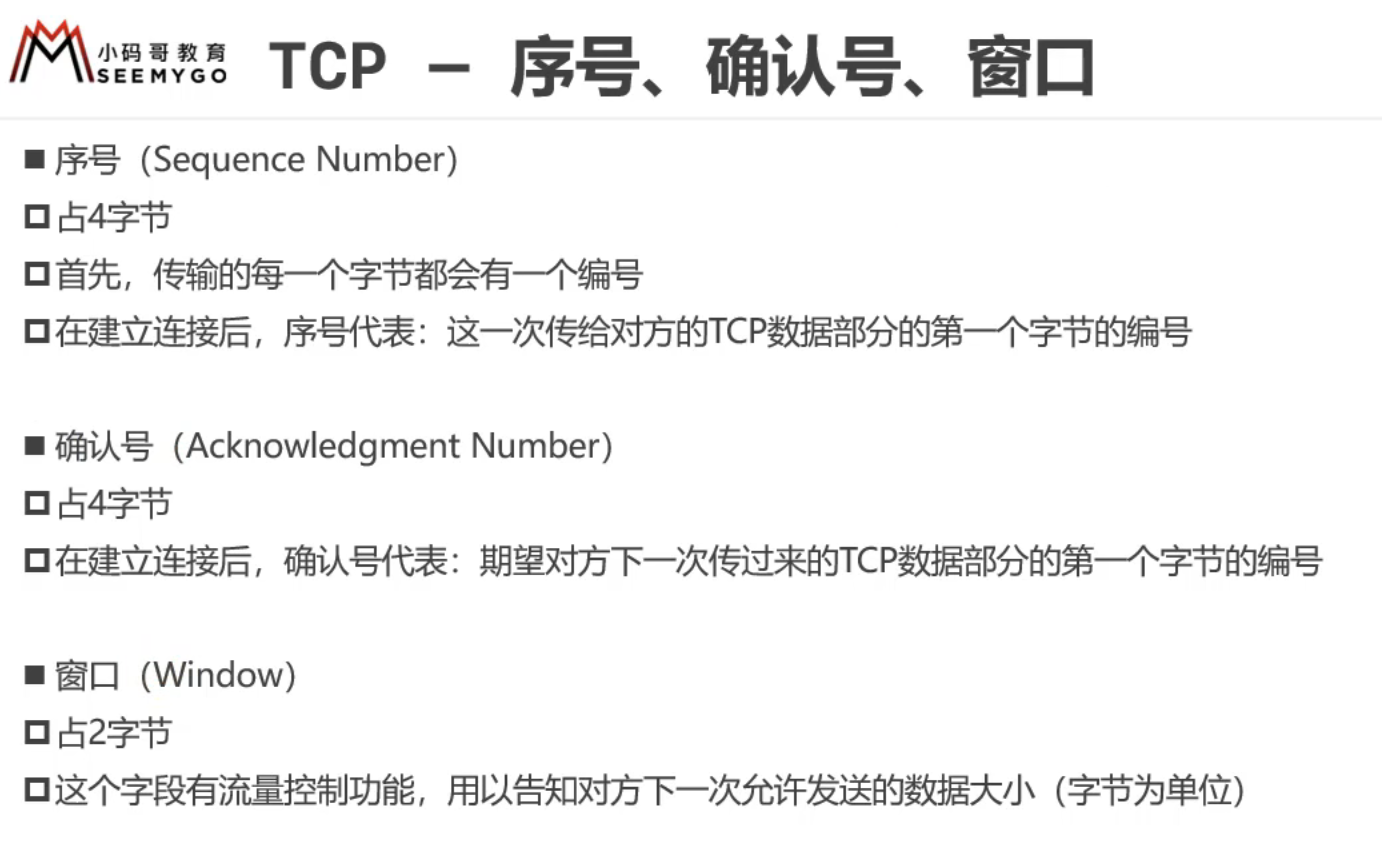 小码哥教育
SEEMYGO
TCP － 序号、确认号、窗口
■ 序号（Sequence Number）
占4字节
首先，传输的每一个字节都会有一个编号
在建立连接后，序号代表：这一次传给对方的TCP数据部分的第一个字节的编号
■ 确认号（Acknowledgment Number）
占4字节
在建立连接后，确认号代表：期望对方下一次传过来的TCP数据部分的第一个字节的编号
■ 窗口（Window）
占2字节
这个字段有流量控制功能，用以告知对方下一次允许发送的数据大小（字节为单位）